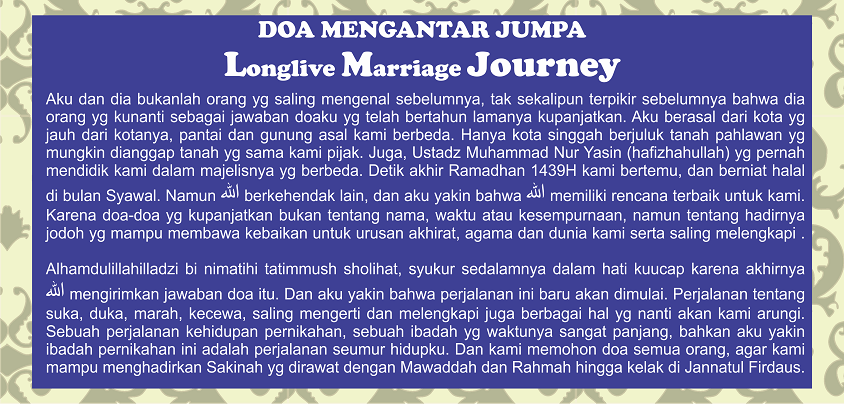 DOA MENGANTAR JUMPA
Longlive Marriage Journey
Aku dan dia bukanlah orang yg saling mengenal sebelumnya, tak sekalipun terpikir sebelumnya bahwa dia
orang yg kunanti sebagai jawaban doaku yg telah bertahun lamanya kupanjatkan. Aku berasal dari kota yg
jauh dari kotanya, pantai dan gunung asal kami berbeda. Hanya kota singgah berjuluk tanah pahlawan yg
mungkin dianggap tanah yg sama kami pijak. Juga, Ustadz Muhammad Nur Yasin (hafizhahullah) yg pernah
mendidik kami dalam majelisnya yg berbeda. Detik akhir Ramadhan 1439H kami bertemu, dan berniat halal
di bulan Syawal. Namun الله berkehendak lain, dan aku yakin bahwa الله memiliki rencana terbaik untuk kami.
Karena doa-doa yg kupanjatkan bukan tentang nama, waktu atau kesempurnaan, namun tentang hadirnya
jodoh yg mampu membawa kebaikan untuk urusan akhirat, agama dan dunia kami serta saling melengkapi .
Alhamdulillahilladzi bi nimatihi tatimmush sholihat, syukur sedalamnya dalam hati kuucap karena akhirnya
الله mengirimkan jawaban doa itu. Dan aku yakin bahwa perjalanan ini baru akan dimulai. Perjalanan tentang
suka, duka, marah, kecewa, saling mengerti dan melengkapi juga berbagai hal yg nanti akan kami arungi.
Sebuah perjalanan kehidupan pernikahan, sebuah ibadah yg waktunya sangat panjang, bahkan aku yakin
ibadah pernikahan ini adalah perjalanan seumur hidupku. Dan kami memohon doa semua orang, agar kami
mampu menghadirkan Sakinah yg dirawat dengan Mawaddah dan Rahmah hingga kelak di Jannatul Firdaus.